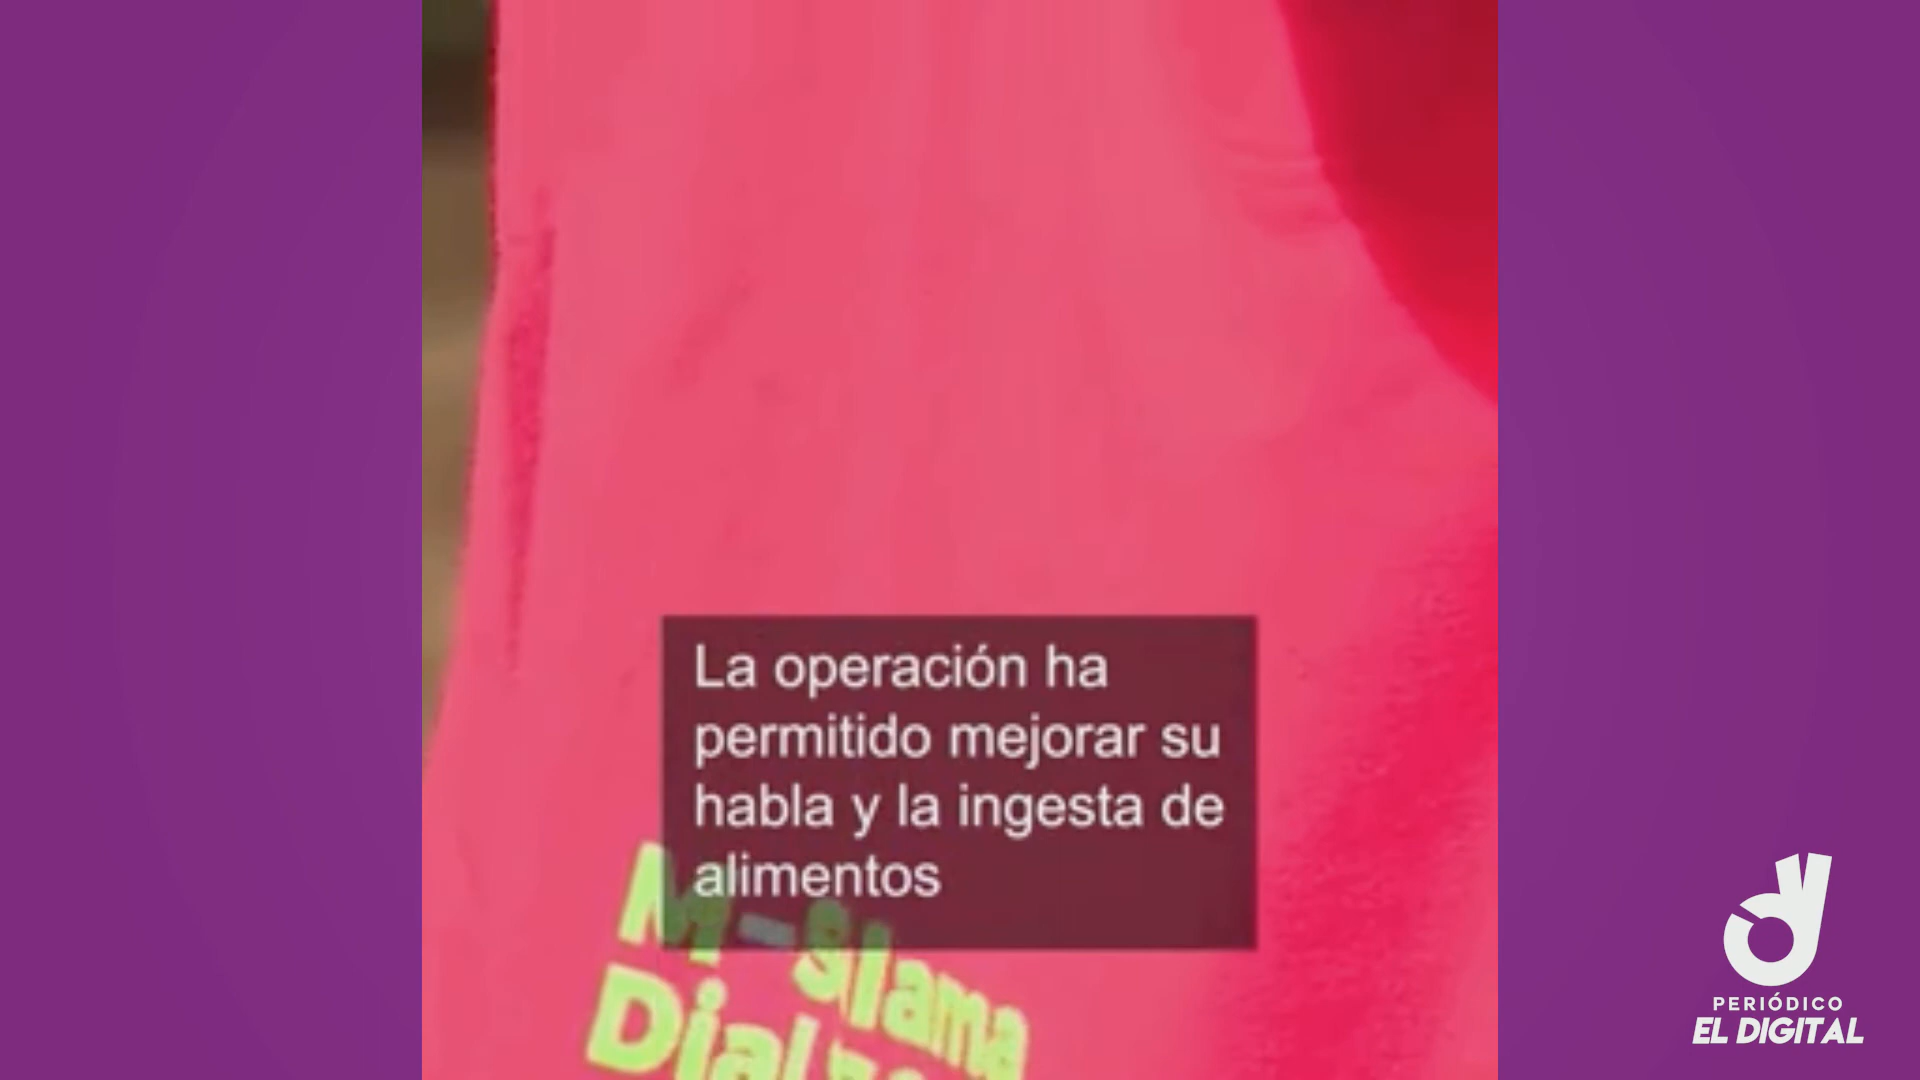 La operación ha
permitido mejorar su
habla y la ingesta de
alimentos
PERIÓDICO
EL DIGITAL